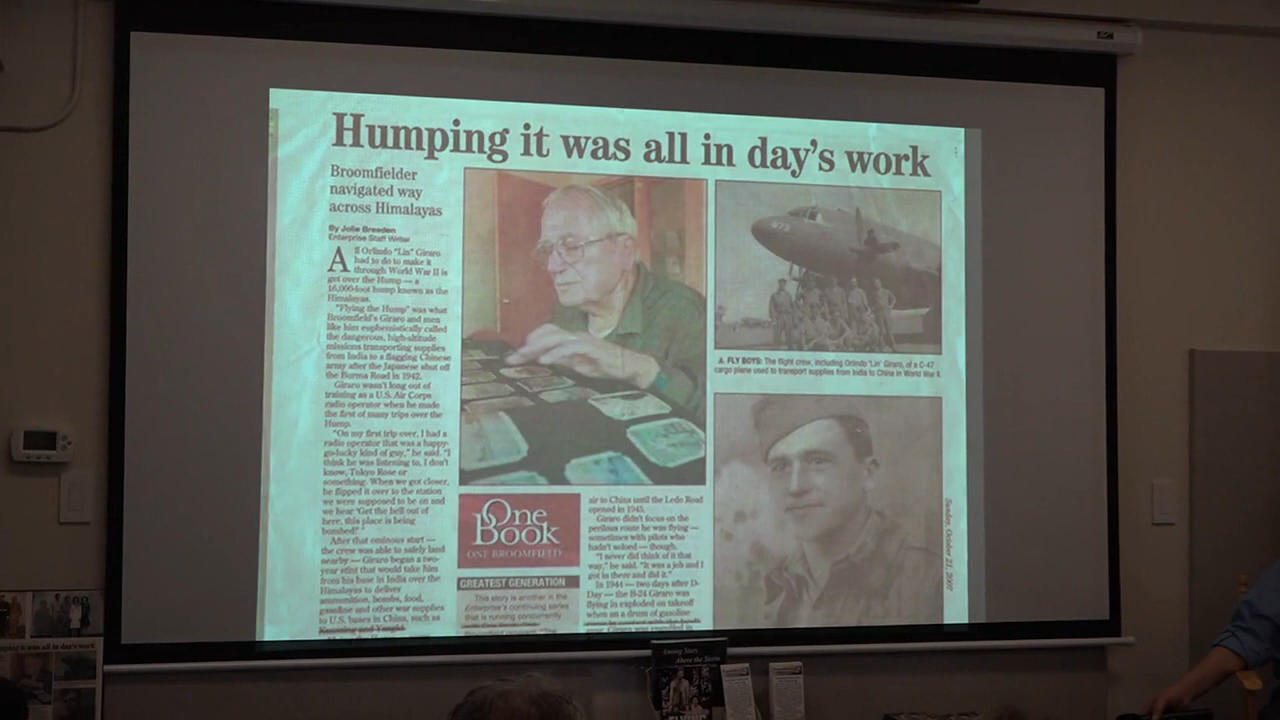 Humping it was all in day's work
Broomfielder
navigated way
across Himalayas
By Jolie Breeden
Enterprise Staff Writer
All Orlindo "Lin" Giraro
had to do to make it
through World War II is
get over the Hump — a
16,000-foot hump known as the
Himalayas.
"Flying the Hump" was what
Broomfield's Giraro and men
like him euphemistically called
the dangerous, high-altitude
missions transporting supplies
from India to a flagging Chinese
army after the Japanese shut off
the Burma Road in 1942.
Giraro wasn't long out of
training as a U.S. Air Corps
radio operator when he made
the first of many trips over the
Hump.
"On my first trip over, I had a
radio operator that was a happy-
go-lucky kind of guy," he said. "I
think he was listening to, I don't
know, Tokyo Rose or
something. When we got closer,
he flipped it over to the station
we were supposed to be on and
we hear 'Get the hell out of
here, this place is being
bombed!'"
After that ominous start —
the crew was able to safely land
nearby — Giraro began a two-
year stint that would take him
from his base in India over the
Himalayas to deliver
ammunition, bombs, food,
gasoline and other war supplies
to U.S. bases in China, such as
Kunming and Yangkl.
One
Book
ONE BROOMFIELD
GREATEST GENERATION
This story is another in the
Enterprise's continuing series
that is running concurrently
air to China until the Ledo Road
opened in 1945.
Giraro didn't focus on the
perilous route he was flying —
sometimes with pilots who
hadn't soloed — though.
"I never did think of it that
way," he said. "It was a job and I
got in there and did it."
In 1944 — two days after D-
Day — the B-24 Giraro was
flying in exploded on takeoff
when on a drum of gasoline
FLY BOYS: The flight crew, including Orlindo 'Lin' Giraro, of a C-47
cargo plane used to transport supplies from India to China in World War II.
Sunday, October 21, 2007
Above the Storm